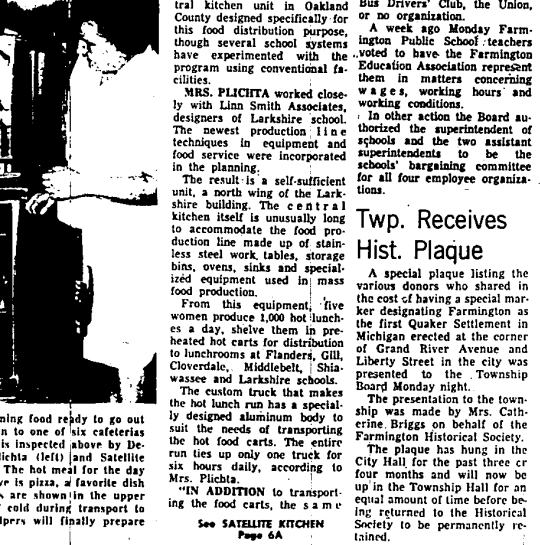 tral kitchen unit in Oakland
County designed specifically for
this food distribution purpose,
though several school systems
have experimented with the
program using conventional fa-
cilities.
MRS. PLICHTA worked close-
ly with Linn Smith Associates,
designers of Larkshire school.
The newest production line
techniques in equipment and
food service were incorporated
in the planning.
The result is a self-sufficient
unit, a north wing of the Lark-
shire building. The central
kitchen itself is unusually long
to accommodate the food pro-
duction line made up of stain-
less steel work tables, storage
bins, ovens, sinks and special-
ized equipment used in mass
food production.
From this equipment, five
women produce 1,000 hot lunch-
es a day, shelve them in pre-
heated hot carts for distribution
to lunchrooms at Flanders, Gill,
Cloverdale, Middlebelt, Shia-
wassee and Larkshire schools.
The custom truck that makes
the hot lunch run has a special-
ly designed aluminum body to
suit the needs of transporting
the hot food carts. The entire
run ties up only one truck for
six hours daily, according to
Mrs. Plichta.
"IN ADDITION to transport-
ing the food carts, the same
See SATELLITE KITCHEN
Page 6A
ning food ready to go out
n to one of six cafeterias
is inspected above by De-
lichta (left) and Satellite
The hot meal for the day
re is pizza, a favorite dish
s are shown in the upper
cold during transport to
lpers will finally prepare
Bus Drivers' Club, the Union,
or no organization.
A week ago Monday Farm-
ington Public School teachers
voted to have the Farmington
Education Association represent
them in matters concerning
wages, working hours and
working conditions.
In other action the Board au-
thorized the superintendent of
schools and the two assistant
superintendents to be the
schools' bargaining committee
for all four employee organiza-
tions.
Twp. Receives
Hist. Plaque
A special plaque listing the
various donors who shared in
the cost of having a special mar-
ker designating Farmington as
the first Quaker Settlement in
Michigan erected at the corner
of Grand River Avenue and
Liberty Street in the city was
presented to the Township
Board Monday night.
The presentation to the town-
ship was made by Mrs. Cath-
erine Briggs on behalf of the
Farmington Historical Society.
The plaque has hung in the
City Hall for the past three or
four months and will now be
up in the Township Hall for an
equal amount of time before be-
ing returned to the Historical
Society to be permanently re-
tained.